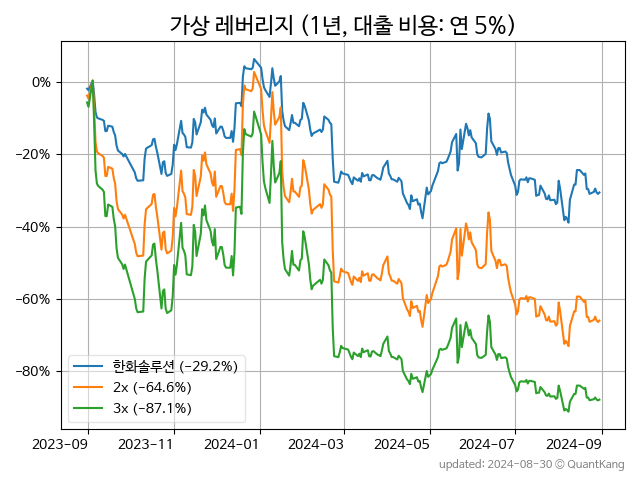 가상 레버리지 (1년, 대출 비용: 연 5%)
0%
−20%
−40%
−60%
−80%
한화솔루션 (-29.2%)
2x (-64.6%)
3x (-87.1%)
2023-09 2023-11 2024-01 2024-03 2024-05 2024-07 2024-09
updated: 2024-08-30 © QuantKang